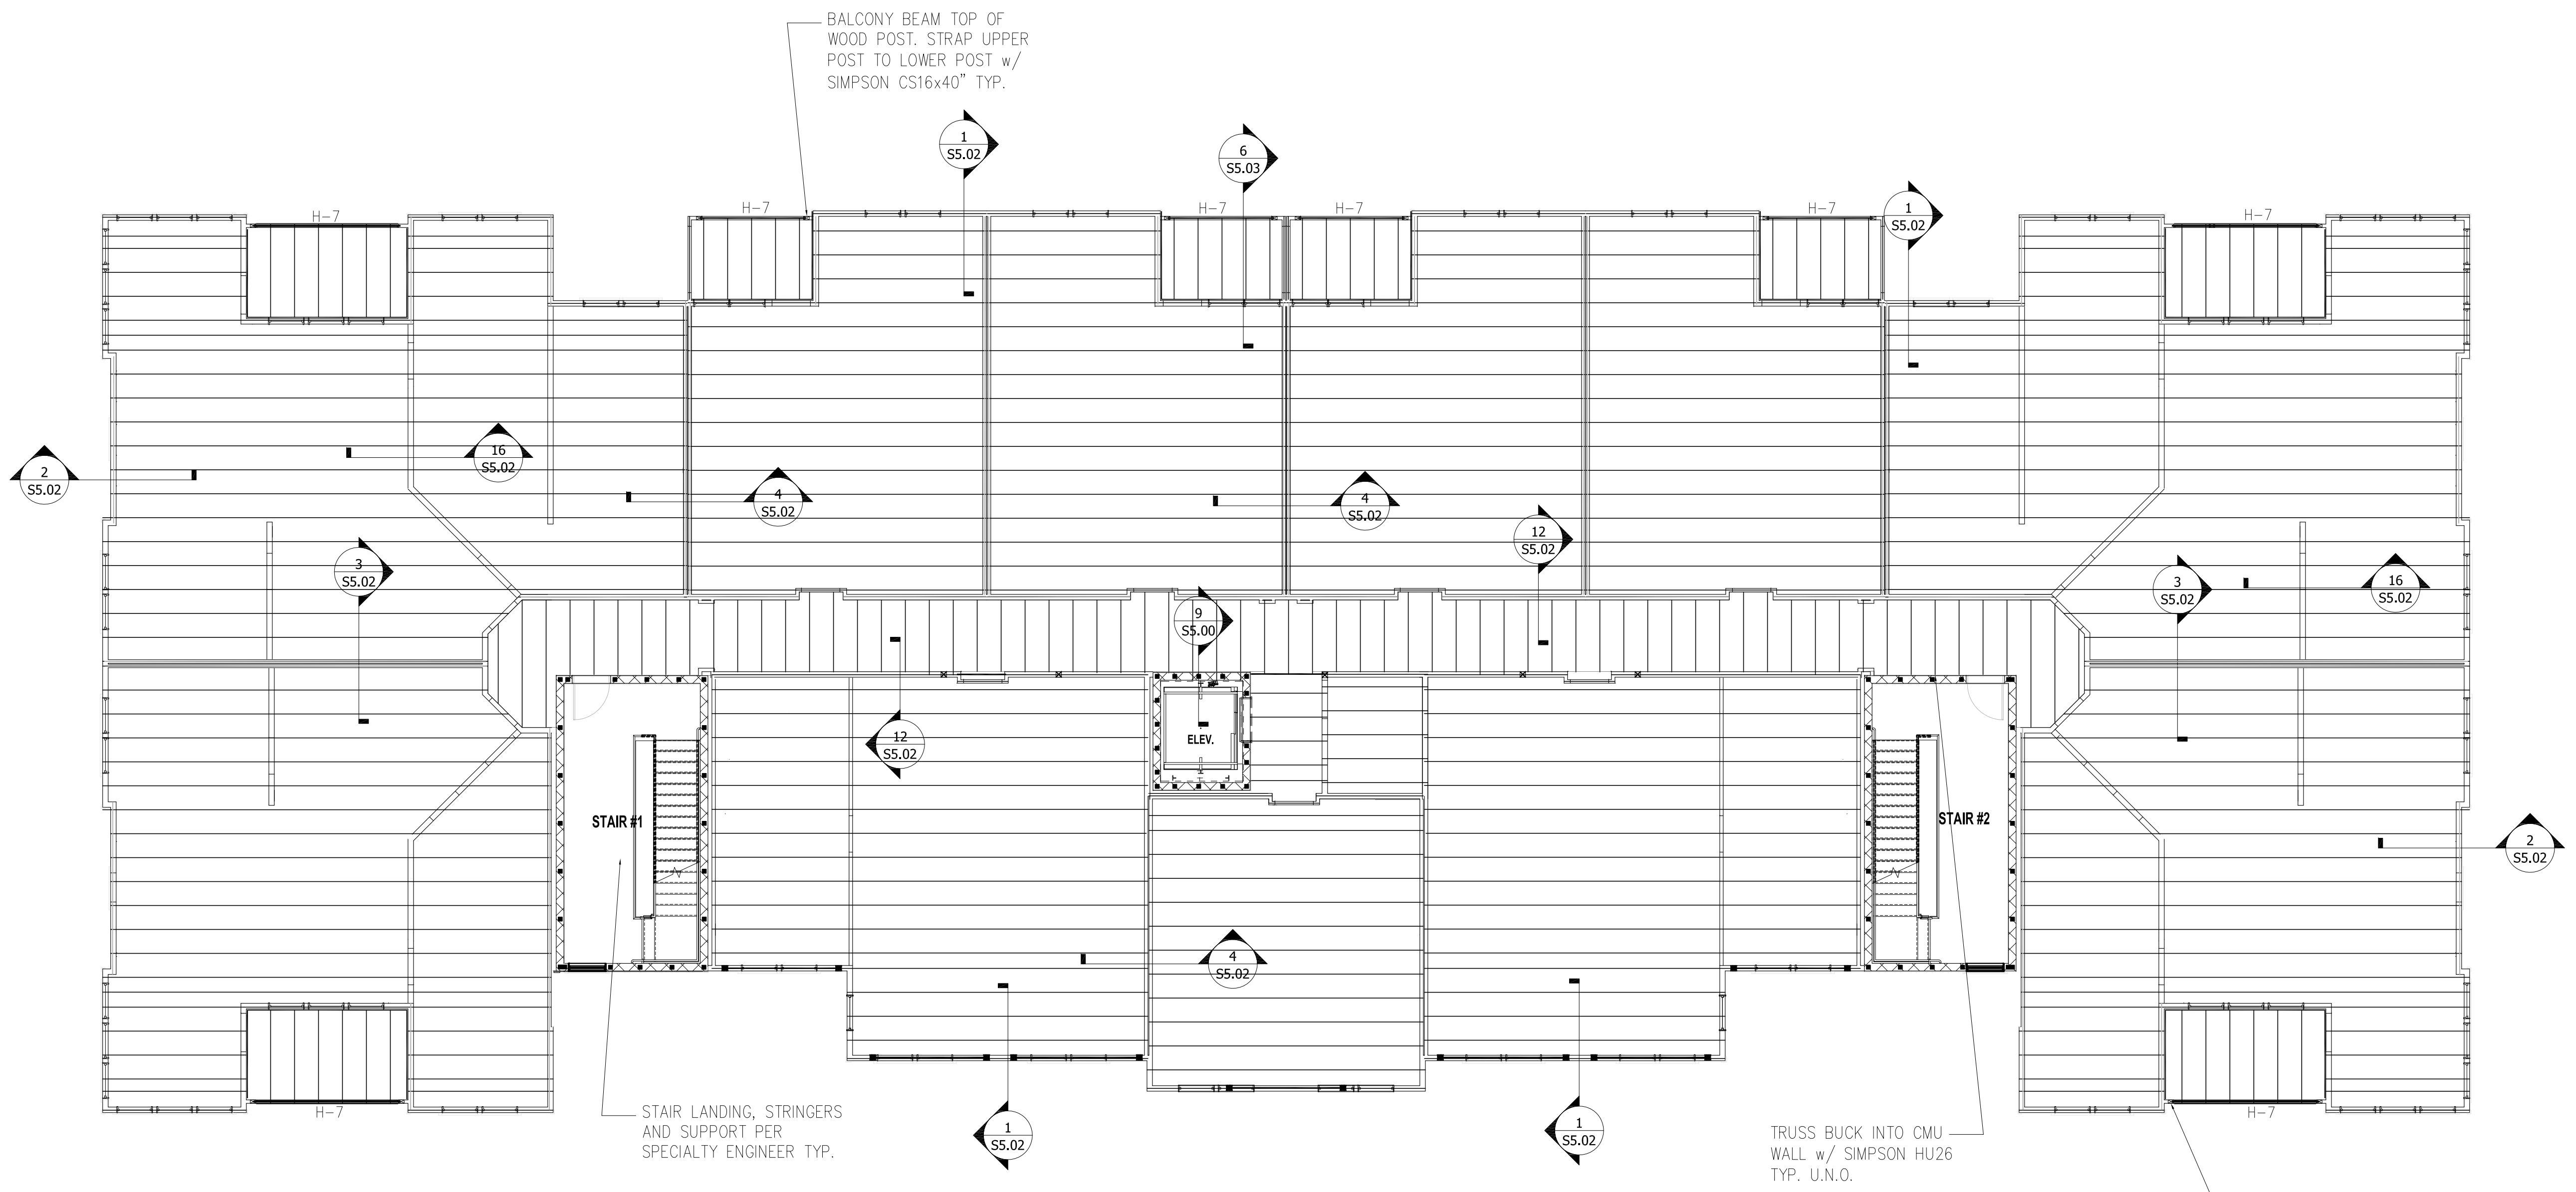 BALCONY BEAM TOP OF
WOOD POST. STRAP UPPER
POST TO LOWER POST w/
SIMPSON CS16x40" TYP.
1
S5.02
6
S5.03
1
S5.02
H-7
H-7
H-7
H-7
H-7
H-7
2
S5.02
16
S5.02
4
S5.02
4
S5.02
12
S5.02
3
S5.02
3
S5.02
16
S5.02
9
S5.00
12
S5.02
ELEV.
STAIR #1
STAIR #2
2
S5.02
4
S5.02
H-7
H-7
STAIR LANDING, STRINGERS
AND SUPPORT PER
SPECIALTY ENGINEER TYP.
1
S5.02
1
S5.02
TRUSS BUCK INTO CMU
WALL w/ SIMPSON HU26
TYP. U.N.O.